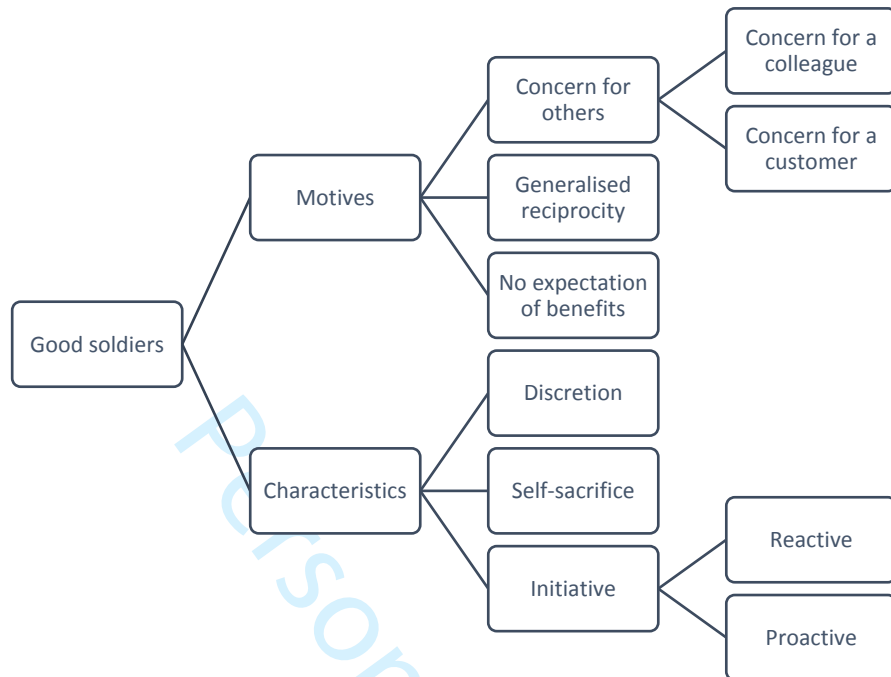 Concern for a
colleague
Concern for
others
Concern for a
customer
Motives
Generalised
reciprocity
No expectation
of benefits
Good soldiers
Discretion
Characteristics
Self-sacrifice
Reactive
Initiative
Proactive
Person